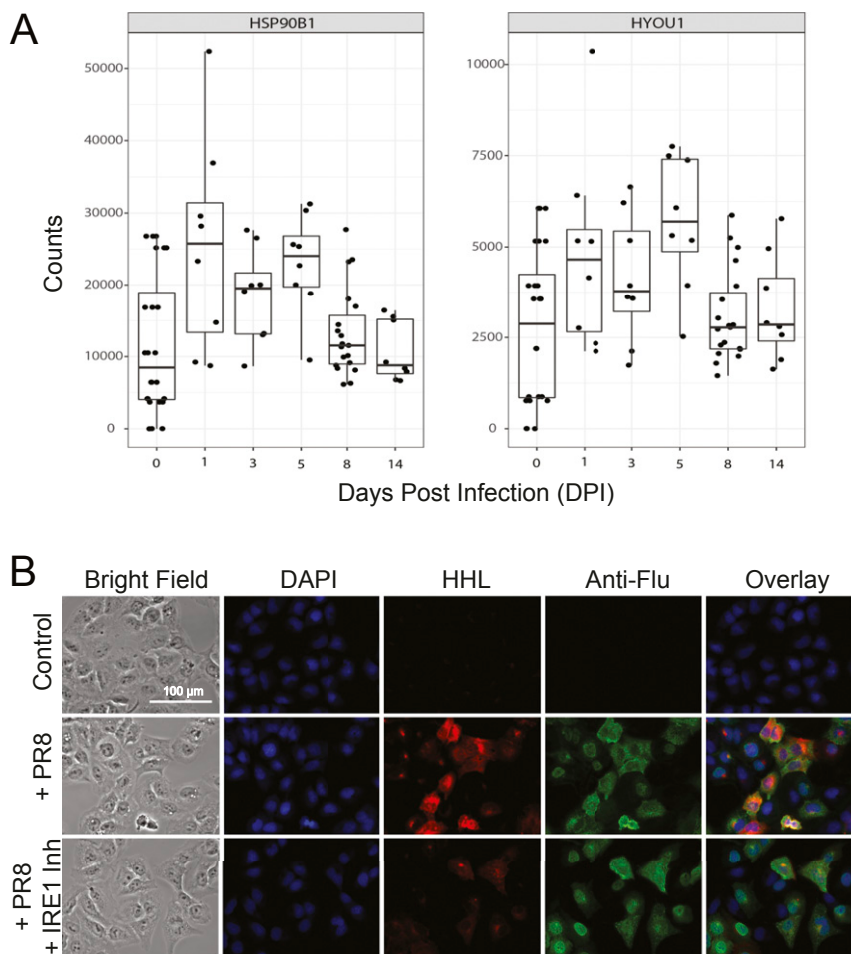 A
HSP90B1
HYOU1
Counts
50000
40000
30000
20000
10000
0
10000
7500
5000
2500
0
0 1 3 5 8 14
0 1 3 5 8 14
Days Post Infection (DPI)
B
Bright Field DAPI HHL Anti-Flu Overlay
Control
100 µm
+ PR8
+ PR8
+ IRE1 Inh